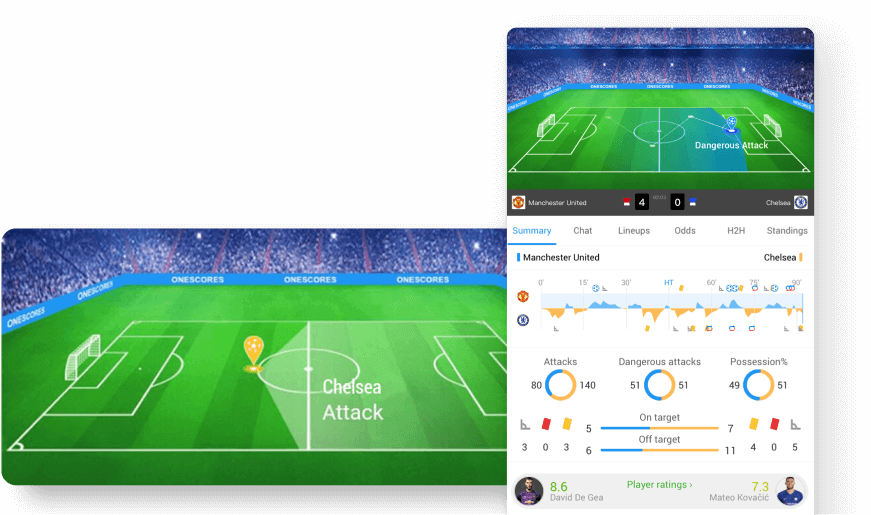 ONESCORES
ONESCORES
ONESCORES
ONESCORES
ONESCORES
Chelsea
Attack
ONESCORES
ONESCORES
ONESCORES
ONESCORES
ONESCORES
ONESCORES
Dangerous Attack
Manchester United 4 0 Chelsea
Summary Chat Lineups Odds H2H Standings
Manchester United Chelsea
0' 15' 30' HT 60' 75' 90'
Attacks Dangerous attacks Possession%
80 140 51 51 49 51
On target
5 7
Off target
6 11
3 0 3 4 0 5
8.6 Player ratings › 7.3
David De Gea Mateo Kovačić